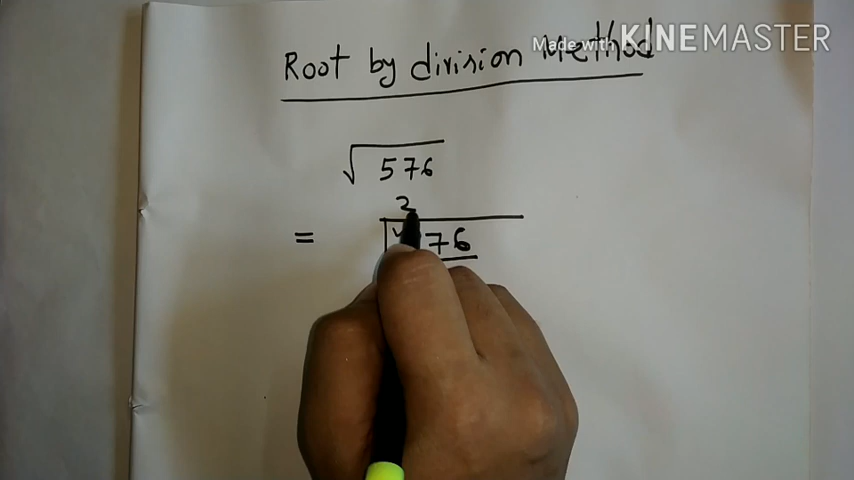 Made with KINEMASTER
Root by division Method
√576
2
= 76